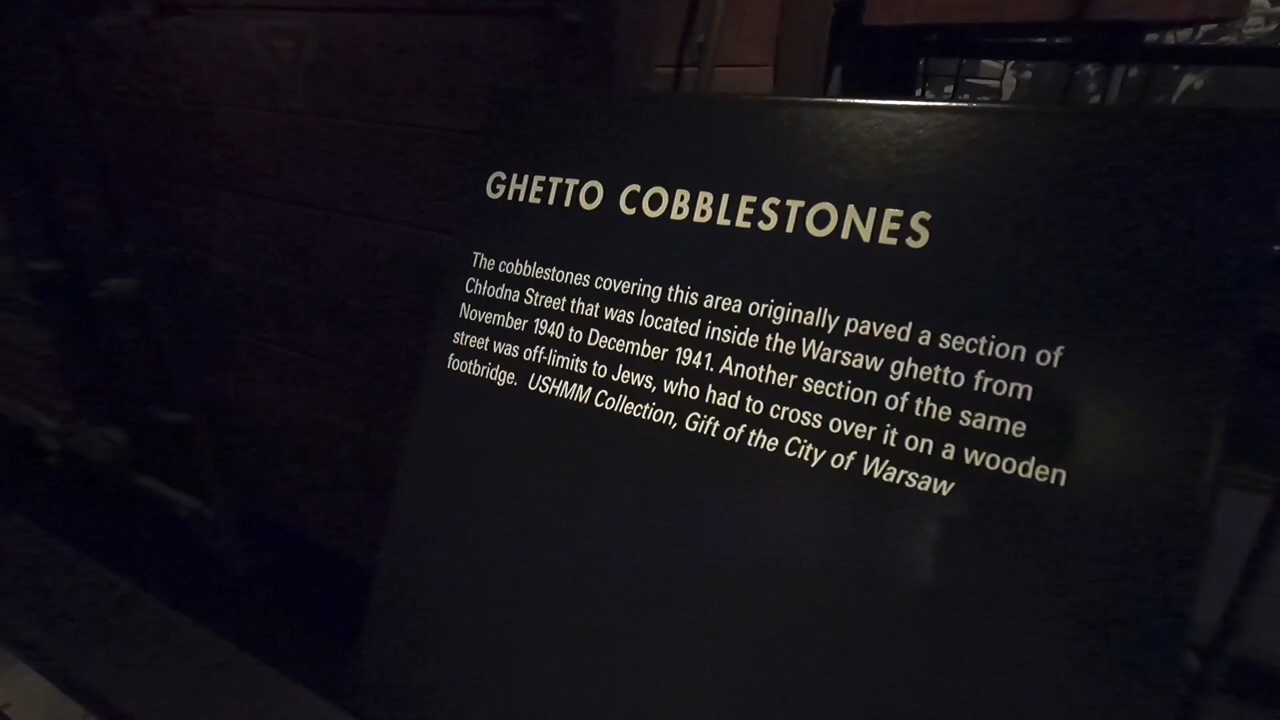 GHETTO COBBLESTONES
The cobblestones covering this area originally paved a section of
Chłodna Street that was located inside the Warsaw ghetto from
November 1940 to December 1941. Another section of the same
street was off-limits to Jews, who had to cross over it on a wooden
footbridge. USHMM Collection, Gift of the City of Warsaw